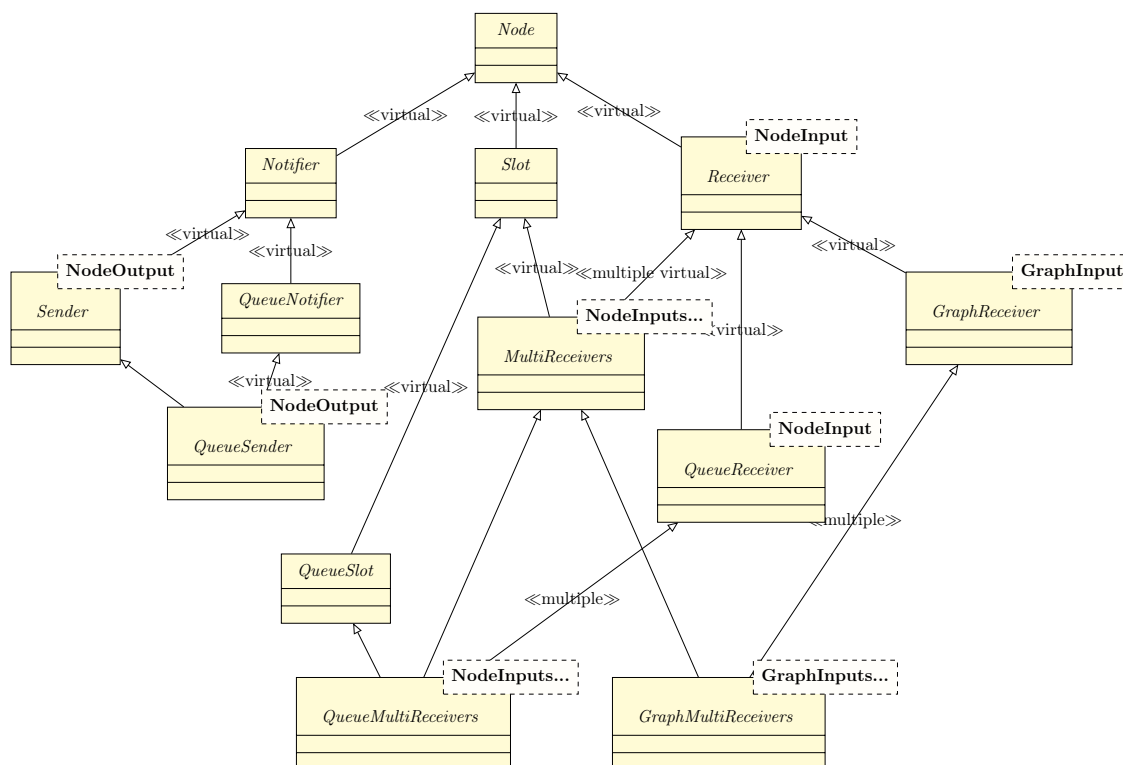 Node
≪virtual≫
≪virtual≫
≪virtual≫
NodeInput
Notifier
Slot
Receiver
≪virtual≫
≪virtual≫
≪virtual≫
≪virtual≫
≪multiple virtual≫
NodeOutput
GraphInput
Sender
QueueNotifier
GraphReceiver
NodeInputs...
≪virtual≫
MultiReceivers
≪virtual≫
≪virtual≫
NodeOutput
NodeInput
QueueSender
QueueReceiver
≪multiple≫
QueueSlot
≪multiple≫
NodeInputs...
GraphInputs...
QueueMultiReceivers
GraphMultiReceivers